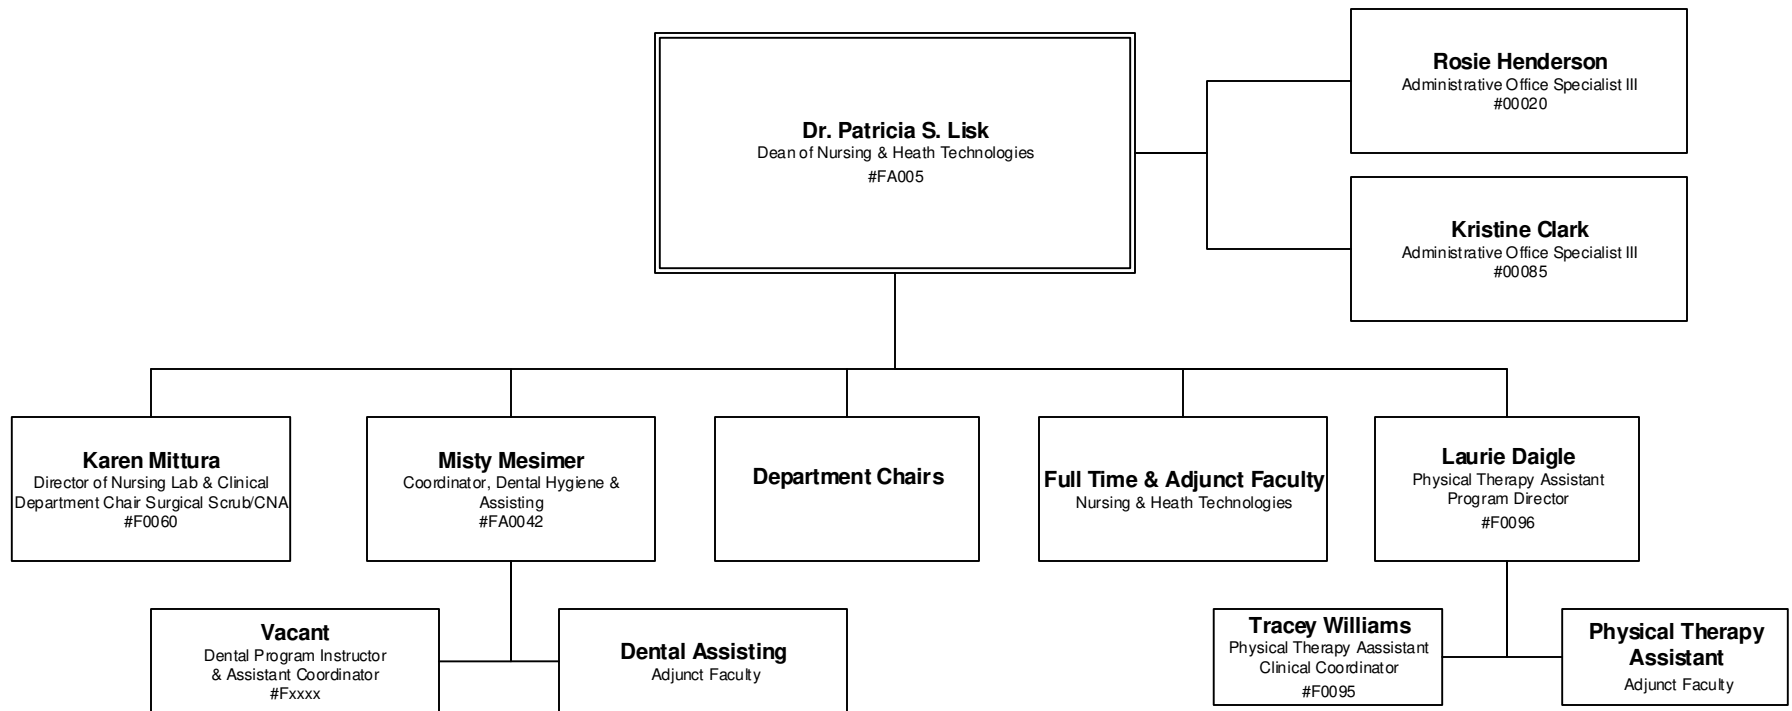 Rosie Henderson
Administrative Office Specialist III
#00020
Dr. Patricia S. Lisk
Dean of Nursing & Heath Technologies
#FA005
Kristine Clark
Administrative Office Specialist III
#00085
Karen Mittura
Director of Nursing Lab & Clinical
Department Chair Surgical Scrub/CNA
#F0060
Misty Mesimer
Coordinator, Dental Hygiene &
Assisting
#FA0042
Department Chairs
Full Time & Adjunct Faculty
Nursing & Heath Technologies
Laurie Daigle
Physical Therapy Assistant
Program Director
#F0096
Vacant
Dental Program Instructor
& Assistant Coordinator
#Fxxxx
Dental Assisting
Adjunct Faculty
Tracey Williams
Physical Therapy Aassistant
Clinical Coordinator
#F0095
Physical Therapy
Assistant
Adjunct Faculty